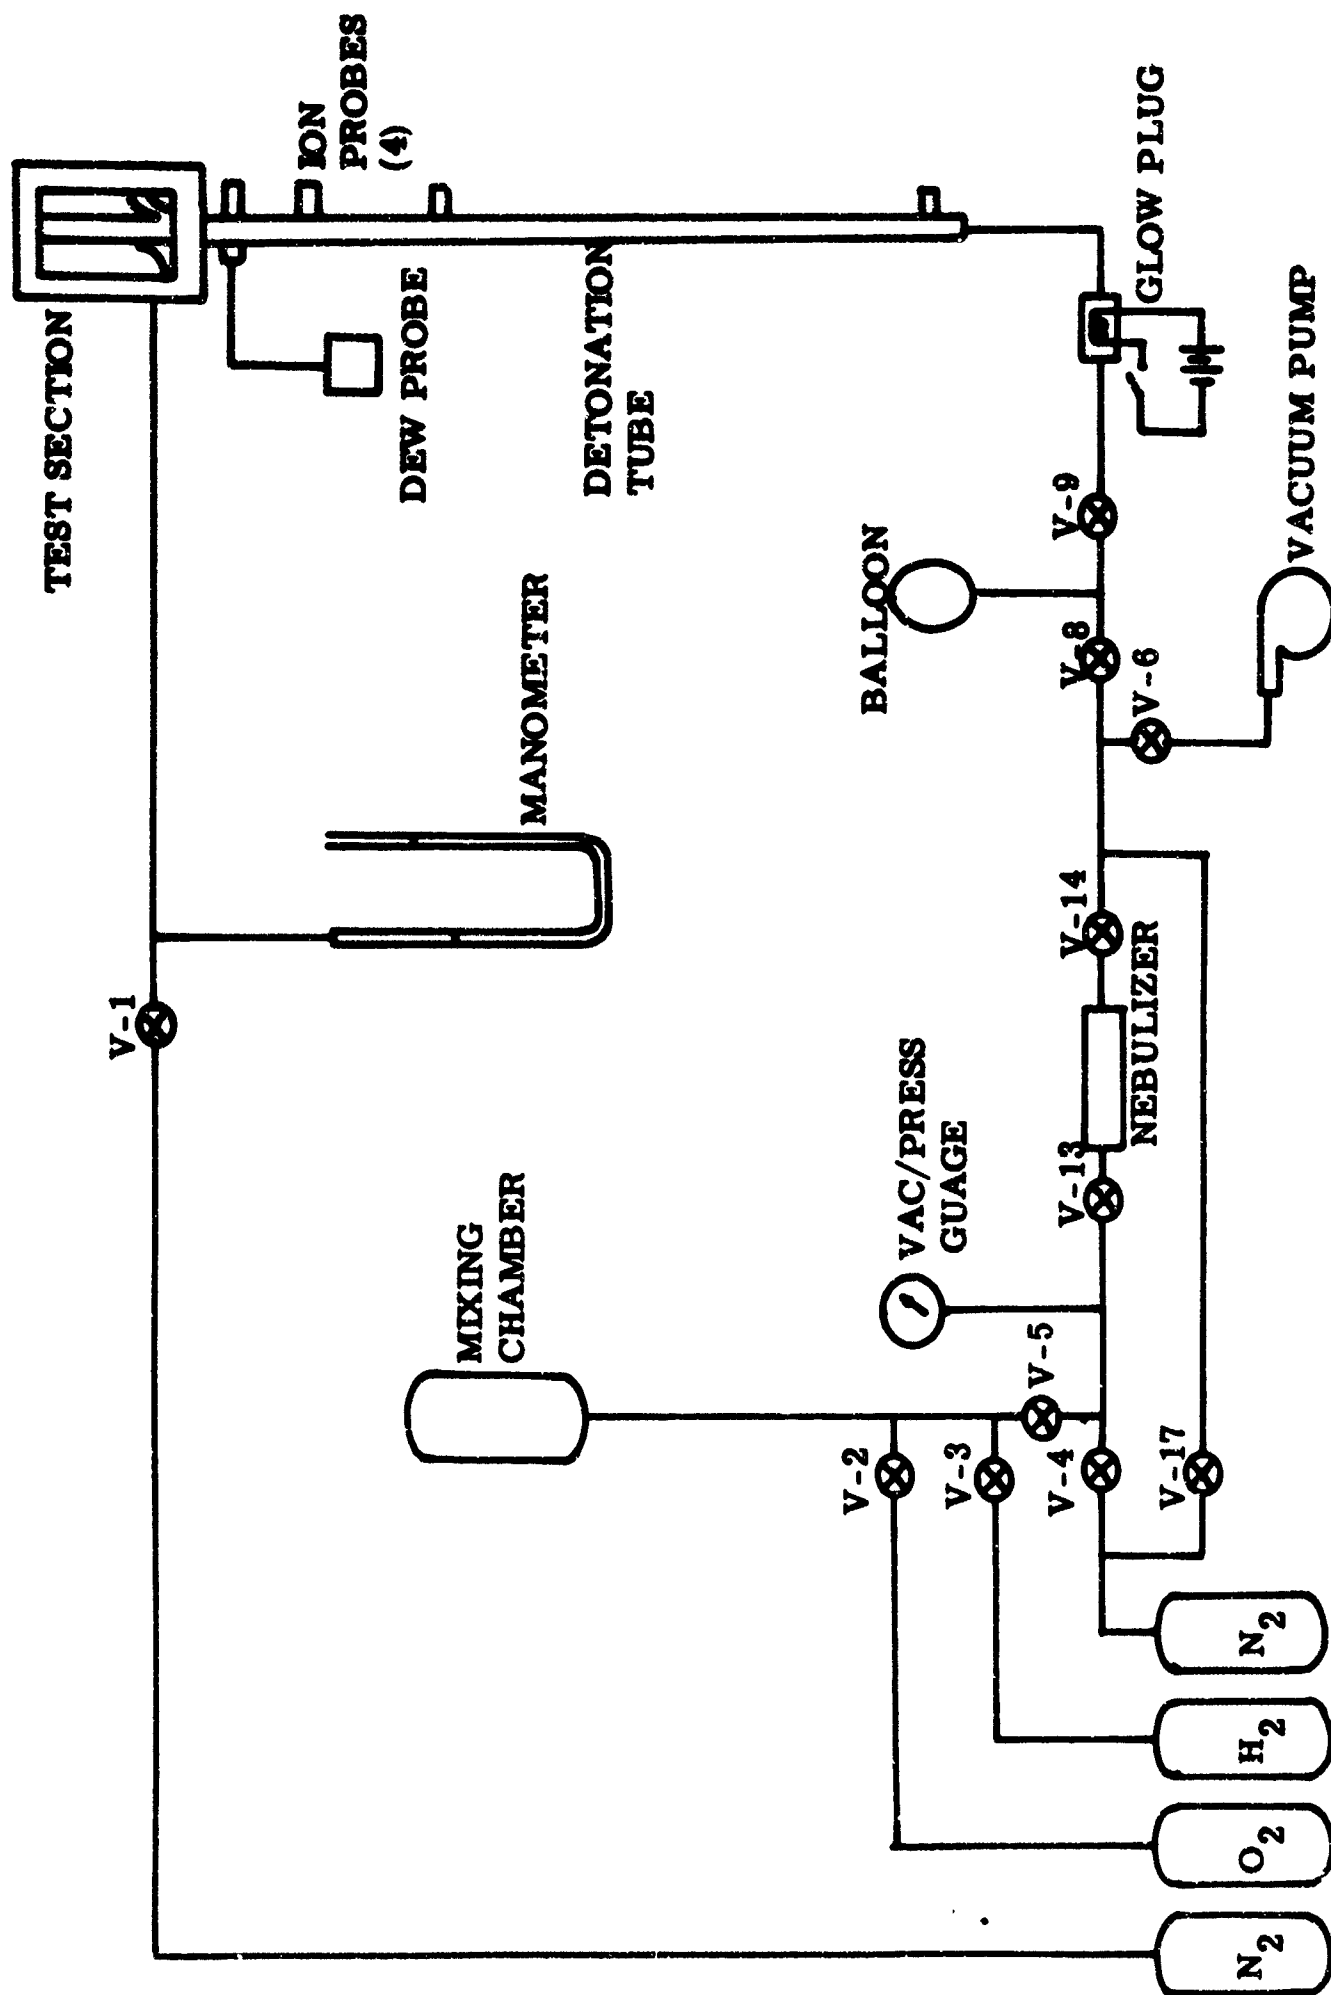 TEST SECTION
ION
PROBES
(4)
DEW PROBE
DETONATION
TUBE
GLOW PLUG
V-1
MANOMETER
MIXING
CHAMBER
BALLOON
VAC/PRESS
GUAGE
V-2
V-3
V-4
V-5
V-13
V-14
V-8
V-9
V-6
V-17
NEBULIZER
VACUUM PUMP
N2
O2
H2
N2